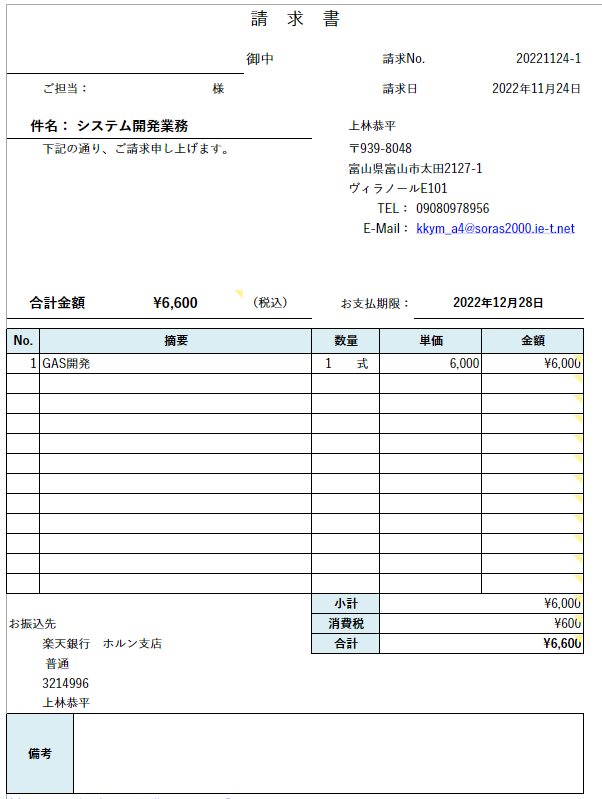 請 求 書
御中 請求No. 20221124-1
ご担当： 様 請求日 2022年11月24日
件名： システム開発業務
下記の通り、ご請求申し上げます。
上林恭平
〒939-8048
富山県富山市太田2127-1
ヴィラノールE101
TEL： 09080978956
E-Mail： kkym_a4@soras2000.ie-t.net
合計金額 ¥6,600 （税込） お支払期限： 2022年12月28日
No. 摘要 数量 単価 金額
1 GAS開発 1 式 6,000 ¥6,000
小計 ¥6,000
消費税 ¥600
合計 ¥6,600
お振込先
楽天銀行 ホルン支店
普通
3214996
上林恭平
備考